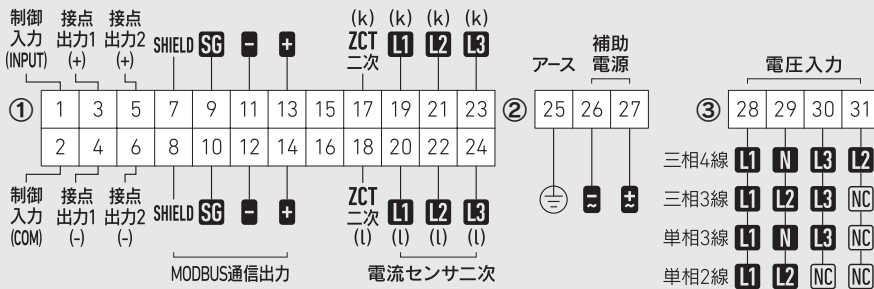 制御 接点 接点 (k) (k) (k) (k)
入力 出力1 出力2 SHIELD SG - + ZCT L1 L2 L3 補助
(INPUT) (+) (+) 二次 アース 電源 電圧入力
① 1 3 5 7 9 11 13 15 17 19 21 23 ② 25 26 27 ③ 28 29 30 31
2 4 6 8 10 12 14 16 18 20 22 24
三相4線 L1 N L3 L2
制御 接点 接点 SHIELD SG - + ZCT L1 L2 L3 - ~ ± ~
三相3線 L1 L2 L3 NC
入力 出力1 出力2 二次
(COM) (-) (-) (l) (l) (l) (l)
単相3線 L1 N L3 NC
MODBUS通信出力 電流センサ二次
単相2線 L1 L2 NC NC